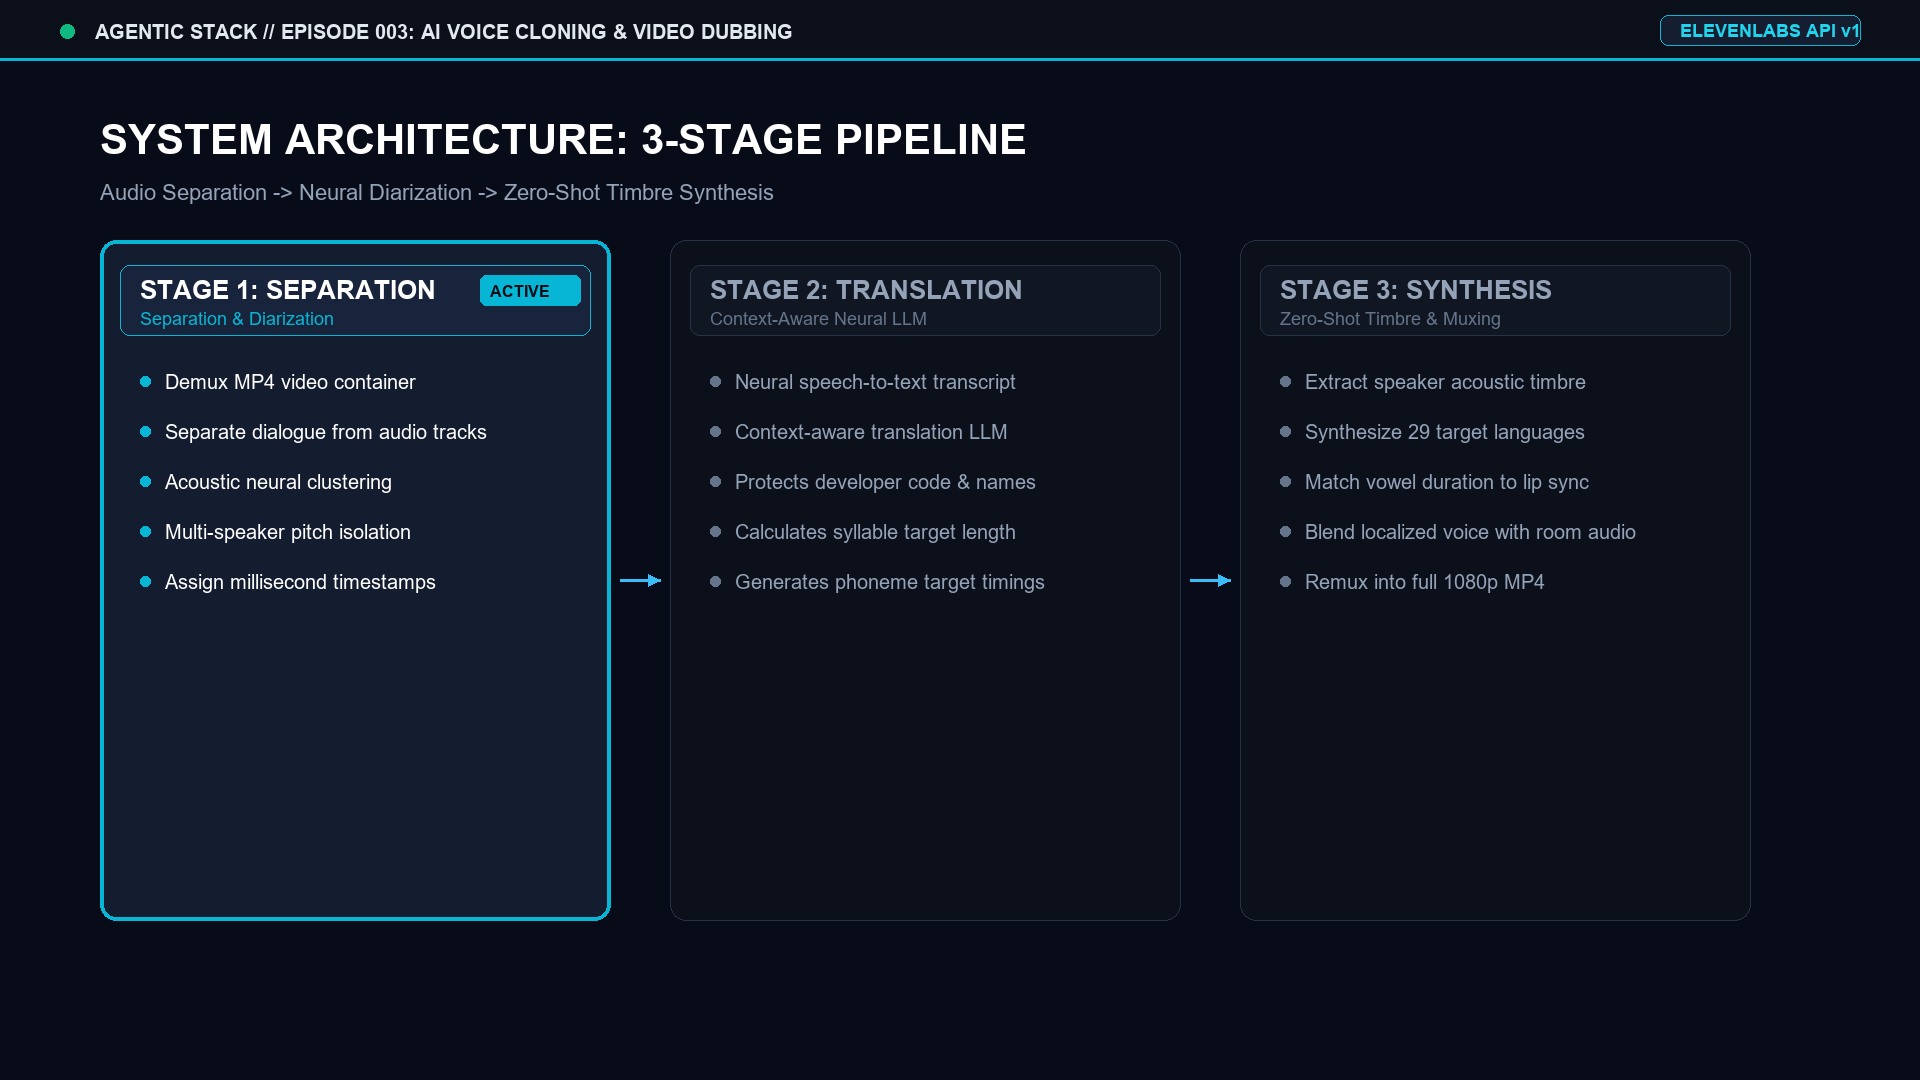 AGENTIC STACK // EPISODE 003: AI VOICE CLONING & VIDEO DUBBING
ELEVENLABS API v1
SYSTEM ARCHITECTURE: 3-STAGE PIPELINE
Audio Separation -> Neural Diarization -> Zero-Shot Timbre Synthesis
STAGE 1: SEPARATION
ACTIVE
Separation & Diarization
Demux MP4 video container
Separate dialogue from audio tracks
Acoustic neural clustering
Multi-speaker pitch isolation
Assign millisecond timestamps
STAGE 2: TRANSLATION
Context-Aware Neural LLM
Neural speech-to-text transcript
Context-aware translation LLM
Protects developer code & names
Calculates syllable target length
Generates phoneme target timings
STAGE 3: SYNTHESIS
Zero-Shot Timbre & Muxing
Extract speaker acoustic timbre
Synthesize 29 target languages
Match vowel duration to lip sync
Blend localized voice with room audio
Remux into full 1080p MP4